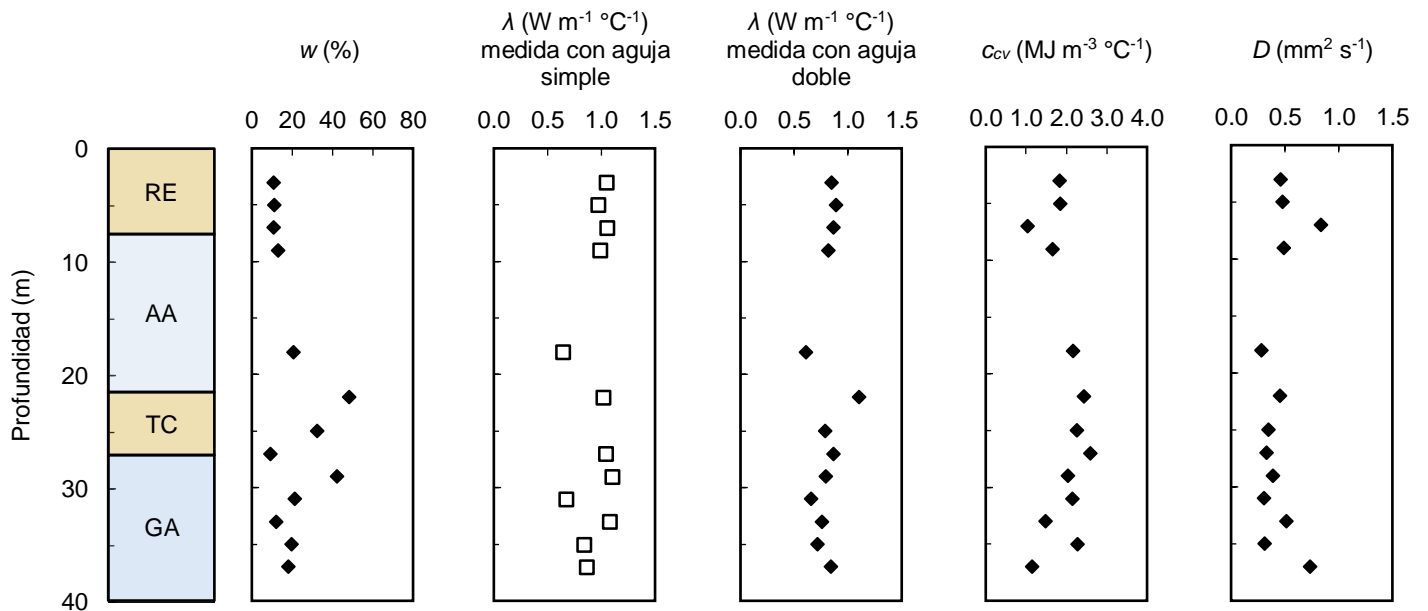 w (%)
λ (W m⁻¹ °C⁻¹)
medida con aguja
simple
λ (W m⁻¹ °C⁻¹)
medida con aguja
doble
ccv (MJ m⁻³ °C⁻¹)
D (mm² s⁻¹)
0 20 40 60 80
0.0 0.5 1.0 1.5
0.0 0.5 1.0 1.5
0.0 1.0 2.0 3.0 4.0
0.0 0.5 1.0 1.5
Profundidad (m)
0
10
20
30
40
RE
AA
TC
GA